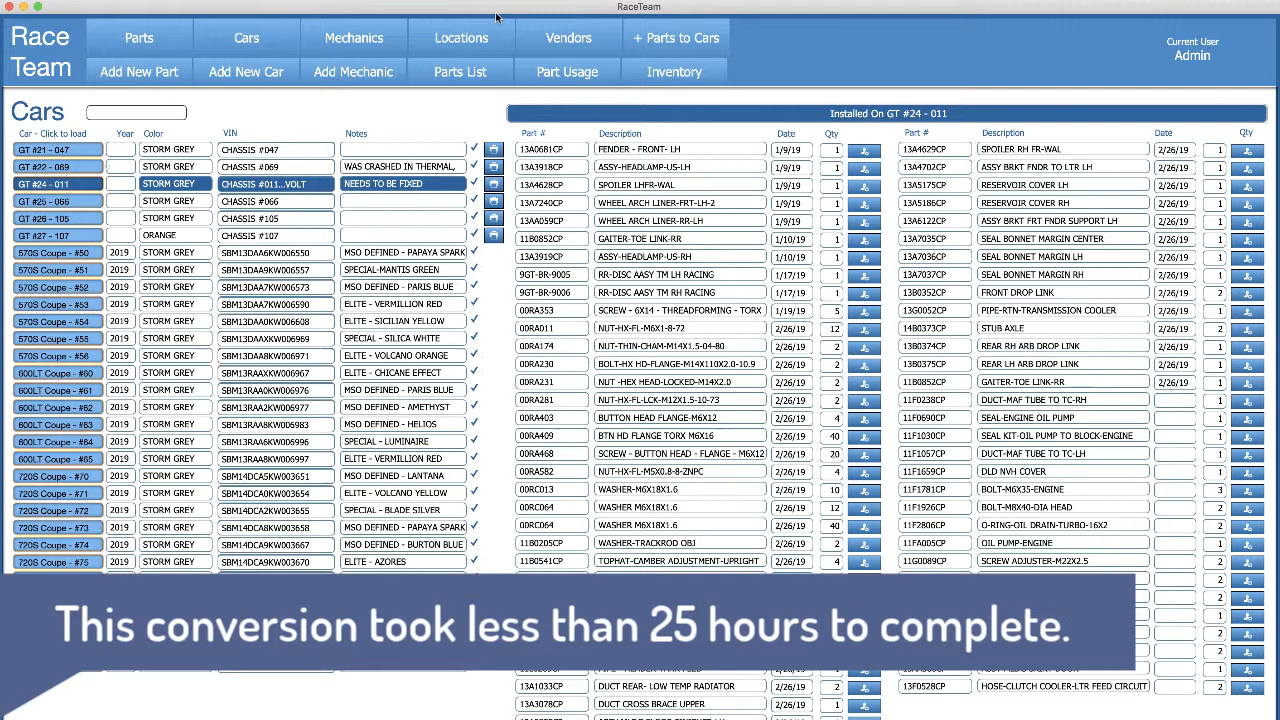 RaceTeam
Race Team
Parts Cars Mechanics Locations Vendors + Parts to Cars
Add New Part Add New Car Add Mechanic Parts List Part Usage Inventory
Current User
Admin
Cars
Installed On GT #24 - 011
Car - Click to load Year Color VIN Notes
GT #21 - 047 STORM GREY CHASSIS #047
GT #22 - 069 STORM GREY CHASSIS #069 WAS CRASHED IN THERMAL,
GT #24 - 011 STORM GREY CHASSIS #011...VOLT NEEDS TO BE FIXED
GT #25 - 066 STORM GREY CHASSIS #066
GT #26 - 105 STORM GREY CHASSIS #105
GT #27 - 107 ORANGE CHASSIS #107
570S Coupe - #50 2019 STORM GREY SBM13DAA6KW006550 MSO DEFINED - PAPAYA SPARK
570S Coupe - #51 2019 STORM GREY SBM13DAA9KW006557 SPECIAL-MANTIS GREEN
570S Coupe - #52 2019 STORM GREY SBM13DAA7KW006573 MSO DEFINED - PARIS BLUE
570S Coupe - #53 2019 STORM GREY SBM13DAA7KW006590 ELITE - VERMILLION RED
570S Coupe - #54 2019 STORM GREY SBM13DAA0KW006608 ELITE - SICILIAN YELLOW
570S Coupe - #55 2019 STORM GREY SBM13DAA6KW006969 SPECIAL - SILICA WHITE
570S Coupe - #56 2019 STORM GREY SBM13DAA8KW006971 ELITE - VOLCANO ORANGE
600LT Coupe - #60 2019 STORM GREY SBM13RAA6KW006967 ELITE - CHICANE EFFECT
600LT Coupe - #61 2019 STORM GREY SBM13RAA0KW006976 MSO DEFINED - PARIS BLUE
600LT Coupe - #62 2019 STORM GREY SBM13RAA2KW006977 MSO DEFINED - AMETHYST
600LT Coupe - #63 2019 STORM GREY SBM13RAA6KW006983 MSO DEFINED - HELIOS
600LT Coupe - #64 2019 STORM GREY SBM13RAA6KW006996 SPECIAL - LUMINAIRE
600LT Coupe - #65 2019 STORM GREY SBM13RAA8KW006997 ELITE - VERMILLION RED
720S Coupe - #70 2019 STORM GREY SBM14DCA5KW003651 MSO DEFINED - LANTANA
720S Coupe - #71 2019 STORM GREY SBM14DCA0KW003654 ELITE - VOLCANO YELLOW
720S Coupe - #72 2019 STORM GREY SBM14DCA2KW003655 SPECIAL - BLADE SILVER
720S Coupe - #73 2019 STORM GREY SBM14DCA8KW003658 MSO DEFINED - PAPAYA SPARK
720S Coupe - #74 2019 STORM GREY SBM14DCA9KW003667 MSO DEFINED - BURTON BLUE
720S Coupe - #75 2019 STORM GREY SBM14DCA9KW003670 ELITE - AZORES
Part # Description Date Qty
13A0681CP FENDER - FRONT- LH 1/9/19 1
13A3918CP ASSY-HEADLAMP-US-LH 1/9/19 1
13A4628CP SPOILER LHFR-WAL 1/9/19 1
13A7240CP WHEEL ARCH LINER-FRT-LH-2 1/9/19 1
13AA059CP WHEEL ARCH LINER-RR-LH 1/9/19 1
11B0852CP GAITER-TOE LINK-RR 1/10/19 1
13A3919CP ASSY-HEADLAMP-US-RH 1/10/19 1
9GT-BR-9005 RR-DISC AASY TM LH RACING 1/17/19 1
9GT-BR-9006 RR-DISC AASY TM RH RACING 1/17/19 1
00RA353 SCREW - 6X14 - THREADFORMING - TORX 1/9/19 5
00RA011 NUT-HX-FL-M6X1-8-72 2/26/19 12
00RA174 NUT-THIN-CHAM-M14X1.5-04-80 2/26/19 2
00RA230 BOLT-HX HD-FLANGE-M14X110X2.0-10.9 2/26/19 2
00RA231 NUT -HEX HEAD-LOCKED-M14X2.0 2/26/19 2
00RA281 NUT-HX-FL-LCK-M12X1.5-10-73 2/26/19 2
00RA403 BUTTON HEAD FLANGE-M6X12 2/26/19 4
00RA409 BTN HD FLANGE TORX M6X16 2/26/19 40
00RA468 SCREW - BUTTON HEAD - FLANGE - M6X12 2/26/19 20
00RA582 NUT-HX-FL-M5X0.8-8-ZNPC 2/26/19 4
00RC013 WASHER-M6X18X1.6 2/26/19 10
00RC064 WASHER M6X18X1.6 2/26/19 12
00RC064 WASHER M6X18X1.6 2/26/19 40
11B0205CP WASHER-TRACKROD OBJ 2/26/19 2
11B0541CP TOPHAT-CAMBER ADJUSTMENT-UPRIGHT 2/26/19 4
13A1033CP DUCT REAR- LOW TEMP RADIATOR 2/26/19 2
13A3078CP DUCT CROSS BRACE UPPER 2/26/19 1
Part # Description Date Qty
13A4629CP SPOILER RH FR-WAL 2/26/19 1
13A4772CP ASSY BRKT FNDR TO LTR LH 2/26/19 1
13A5175CP RESERVOIR COVER LH 2/26/19 1
13A5186CP RESERVOIR COVER RH 2/26/19 1
13A6122CP ASSY BRKT FRT FNDR SUPPORT LH 2/26/19 1
13A7035CP SEAL BONNET MARGIN CENTER 2/26/19 1
13A7036CP SEAL BONNET MARGIN LH 2/26/19 1
13A7037CP SEAL BONNET MARGIN RH 2/26/19 1
13B0352CP FRONT DROP LINK 2/26/19 2
13G0052CP PIPE-RTN-TRANSMISSION COOLER 2/26/19 1
14B0373CP STUB AXLE 2/26/19 2
13B0374CP REAR RH ARB DROP LINK 2/26/19 1
13B0382CP REAR LH ARB DROP LINK 2/26/19 1
11B0852CP GAITER-TOE LINK-RR 2/26/19 1
11F0238CP DUCT-MAF TUBE TO TC-RH 1
11F0690CP SEAL-ENGINE OIL PUMP 1
11F1030CP SEAL KIT-OIL PUMP TO BLOCK-ENGINE 1
11F1057CP DUCT-MAF TUBE TO TC-LH 1
11F1659CP DLD NVH COVER 1
11F1781CP BOLT-M6X35-ENGINE 3
11F1926CP BOLT-M8X40-DIA HEAD 1
11F2806CP O-RING-OIL DRAIN-TURBO-16X2 1
11FA005CP OIL PUMP-ENGINE 1
11G0089CP SCREW ADJUSTER-M22X2.5 1
2
2
1
1
2
1
13F0528CP HOSE-CLUTCH COOLER-LTR FEED CIRCUIT 2
This conversion took less than 25 hours to complete.